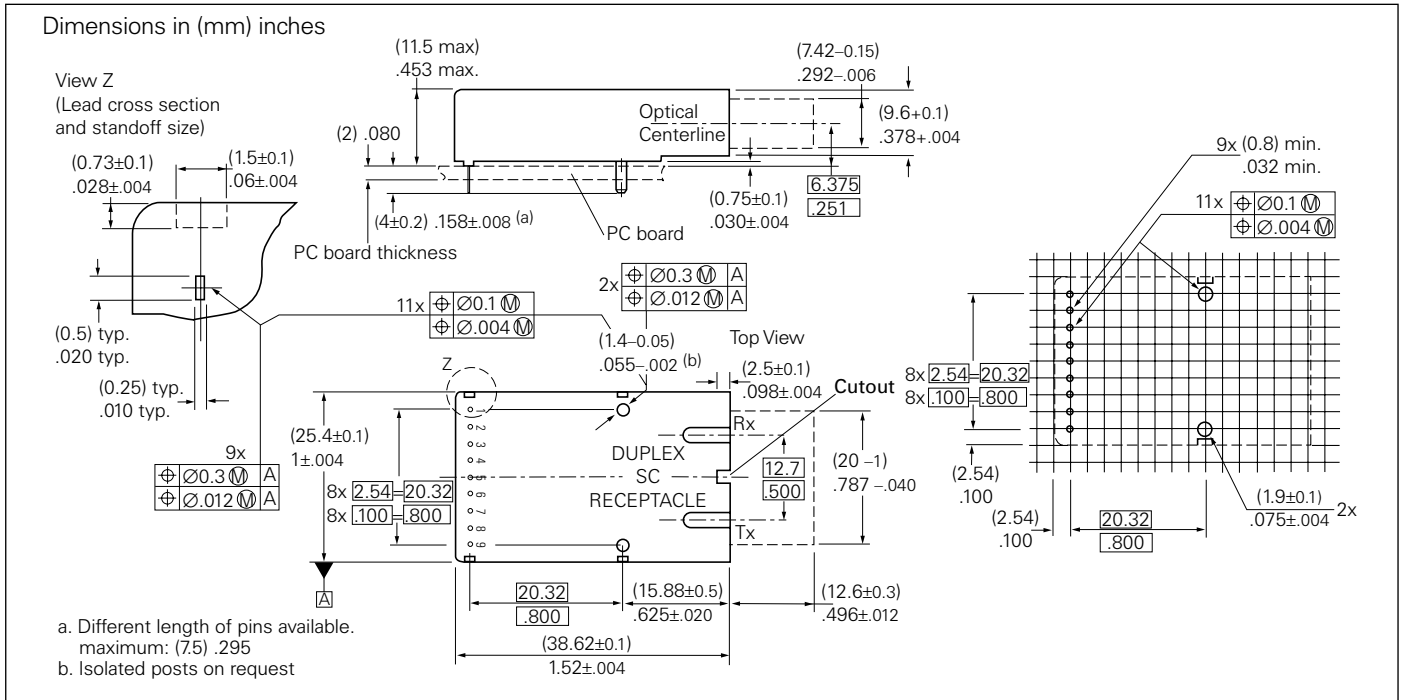 Dimensions in (mm) inches
View Z
(Lead cross section
and standoff size)
(0.73±0.1)
.028±.004
(1.5±0.1)
.06±.004
(0.5) typ.
.020 typ.
(0.25) typ.
.010 typ.
(11.5 max)
.453 max.
(2) .080
(4±0.2) .158±.008 (a)
PC board thickness
PC board
Optical
Centerline
(7.42–0.15)
.292–.006
(9.6+0.1)
.378+.004
(0.75±0.1)
.030±.004
6.375
.251
9x (0.8) min.
.032 min.
11x ⌖ Ø0.1 Ⓜ
⌖ Ø.004 Ⓜ
2x ⌖ Ø0.3 Ⓜ A
⌖ Ø.012 Ⓜ A
11x ⌖ Ø0.1 Ⓜ
⌖ Ø.004 Ⓜ
(1.4–0.05)
.055–.002 (b)
Top View
(2.5±0.1)
.098±.004
Cutout
Z
1
2
3
4
5
6
7
8
9
Rx
DUPLEX
SC
RECEPTACLE
Tx
12.7
.500
(20 –1)
.787 –.040
(25.4±0.1)
1±.004
9x
⌖ Ø0.3 Ⓜ A
⌖ Ø.012 Ⓜ A
8x 2.54=20.32
8x .100=.800
A
20.32
.800
(15.88±0.5)
.625±.020
(12.6±0.3)
.496±.012
(38.62±0.1)
1.52±.004
8x 2.54=20.32
8x .100=.800
(2.54)
.100
(2.54)
.100
20.32
.800
(1.9±0.1)
.075±.004 2x
a. Different length of pins available.
maximum: (7.5) .295
b. Isolated posts on request